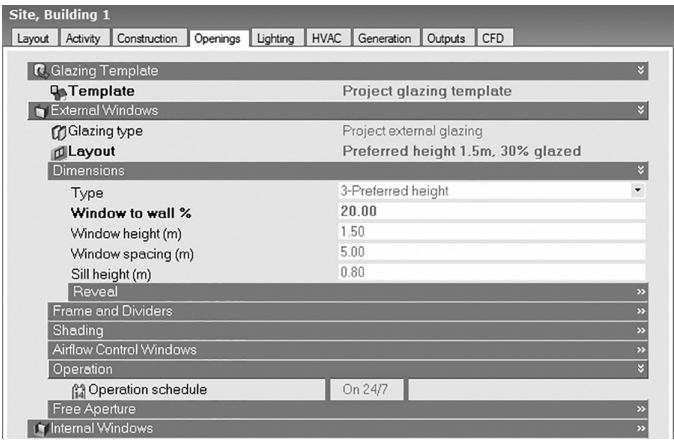 Site, Building 1
Layout Activity Construction Openings Lighting HVAC Generation Outputs CFD
Glazing Template
Template Project glazing template
External Windows
Glazing type Project external glazing
Layout Preferred height 1.5m, 30% glazed
Dimensions
Type 3-Preferred height
Window to wall % 20.00
Window height (m) 1.50
Window spacing (m) 5.00
Sill height (m) 0.80
Reveal
Frame and Dividers
Shading
Airflow Control Windows
Operation
Operation schedule On 24/7
Free Aperture
Internal Windows